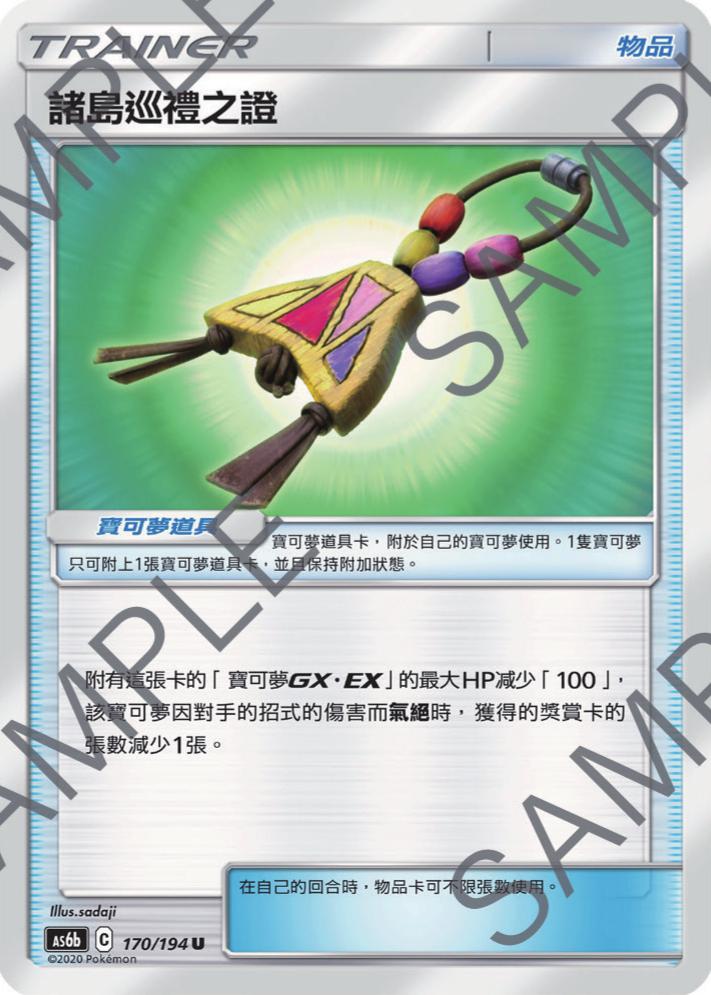 TRAINER
物品
諸島巡禮之證
寶可夢道具
寶可夢道具卡，附於自己的寶可夢使用。1隻寶可夢
只可附上1張寶可夢道具卡，並且保持附加狀態。
附有這張卡的「寶可夢GX・EX」的最大HP減少「100」，
該寶可夢因對手的招式的傷害而氣絕時，獲得的獎賞卡的
張數減少1張。
在自己的回合時，物品卡可不限張數使用。
Illus.sadaji
AS6b C 170/194 U
©2020 Pokémon
SAMPLE
SAMPLE
SAMPLE
SAMPLE
SAMPLE